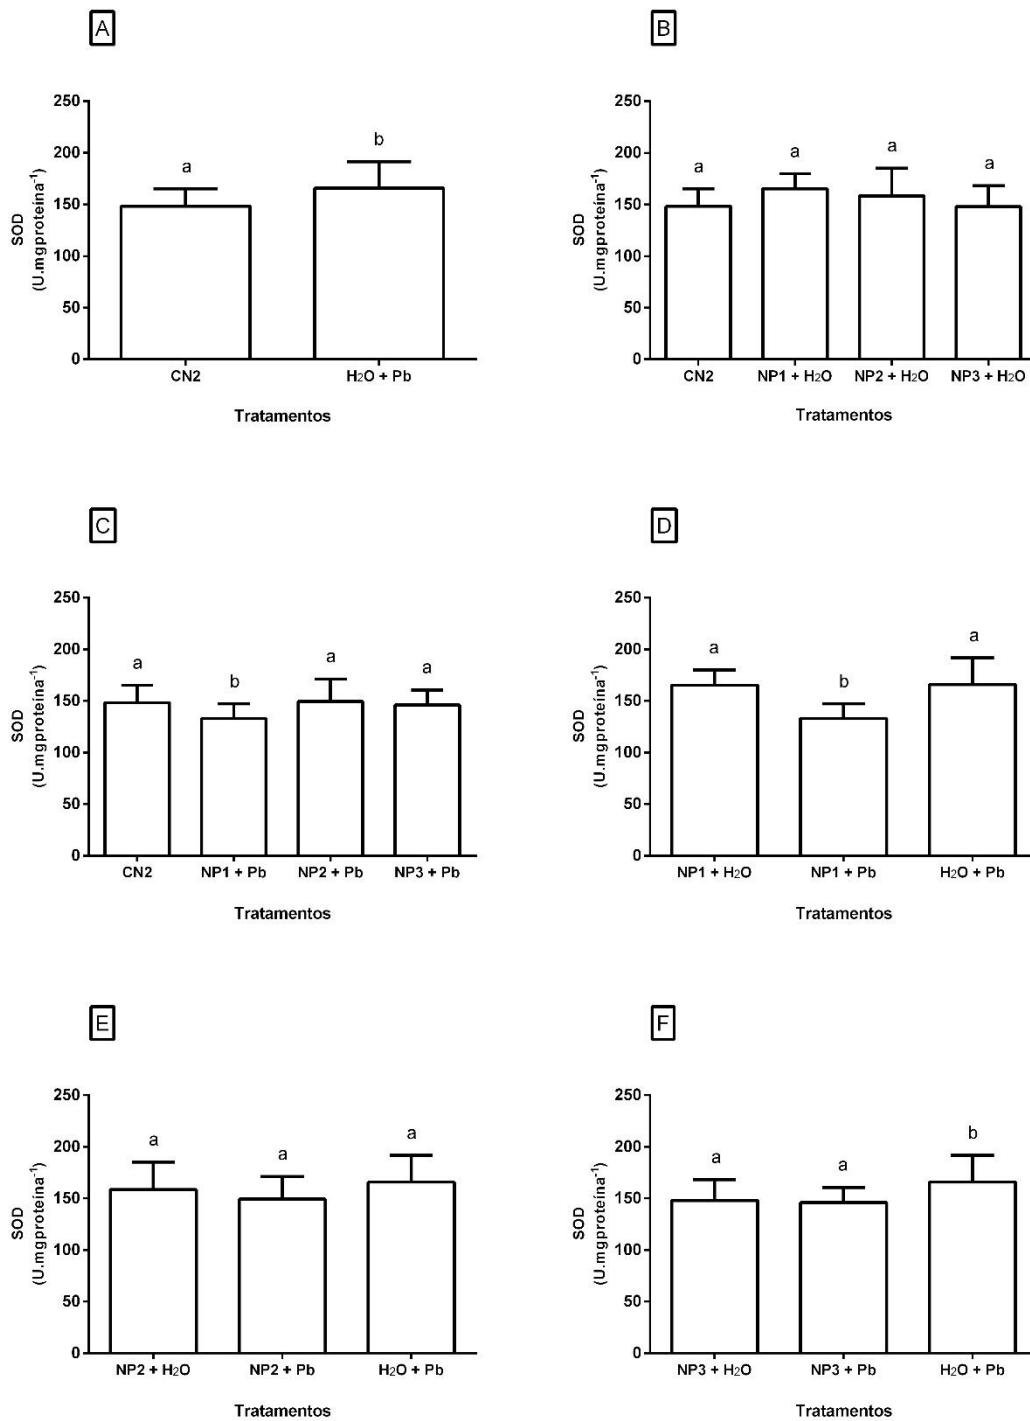 A
SOD
(U.mgproteína⁻¹)
250
200
150
100
50
0
a
b
CN2
H₂O + Pb
Tratamentos
B
SOD
(U.mgproteína⁻¹)
250
200
150
100
50
0
a
a
a
a
CN2
NP1 + H₂O
NP2 + H₂O
NP3 + H₂O
Tratamentos
C
SOD
(U.mgproteína⁻¹)
250
200
150
100
50
0
a
b
a
a
CN2
NP1 + Pb
NP2 + Pb
NP3 + Pb
Tratamentos
D
SOD
(U.mgproteína⁻¹)
250
200
150
100
50
0
a
b
a
NP1 + H₂O
NP1 + Pb
H₂O + Pb
Tratamentos
E
SOD
(U.mgproteína⁻¹)
250
200
150
100
50
0
a
a
a
NP2 + H₂O
NP2 + Pb
H₂O + Pb
Tratamentos
F
SOD
(U.mgproteína⁻¹)
250
200
150
100
50
0
a
a
b
NP3 + H₂O
NP3 + Pb
H₂O + Pb
Tratamentos